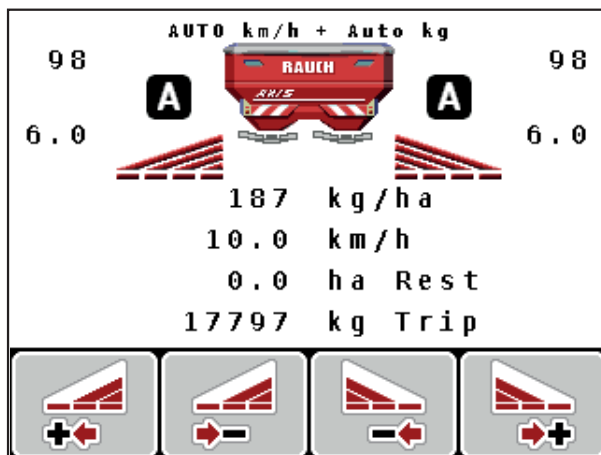 AUTO km/h + Auto kg
98
98
RAUCH
AXIS
A
A
6.0
6.0
187 kg/ha
10.0 km/h
0.0 ha Rest
17797 kg Trip